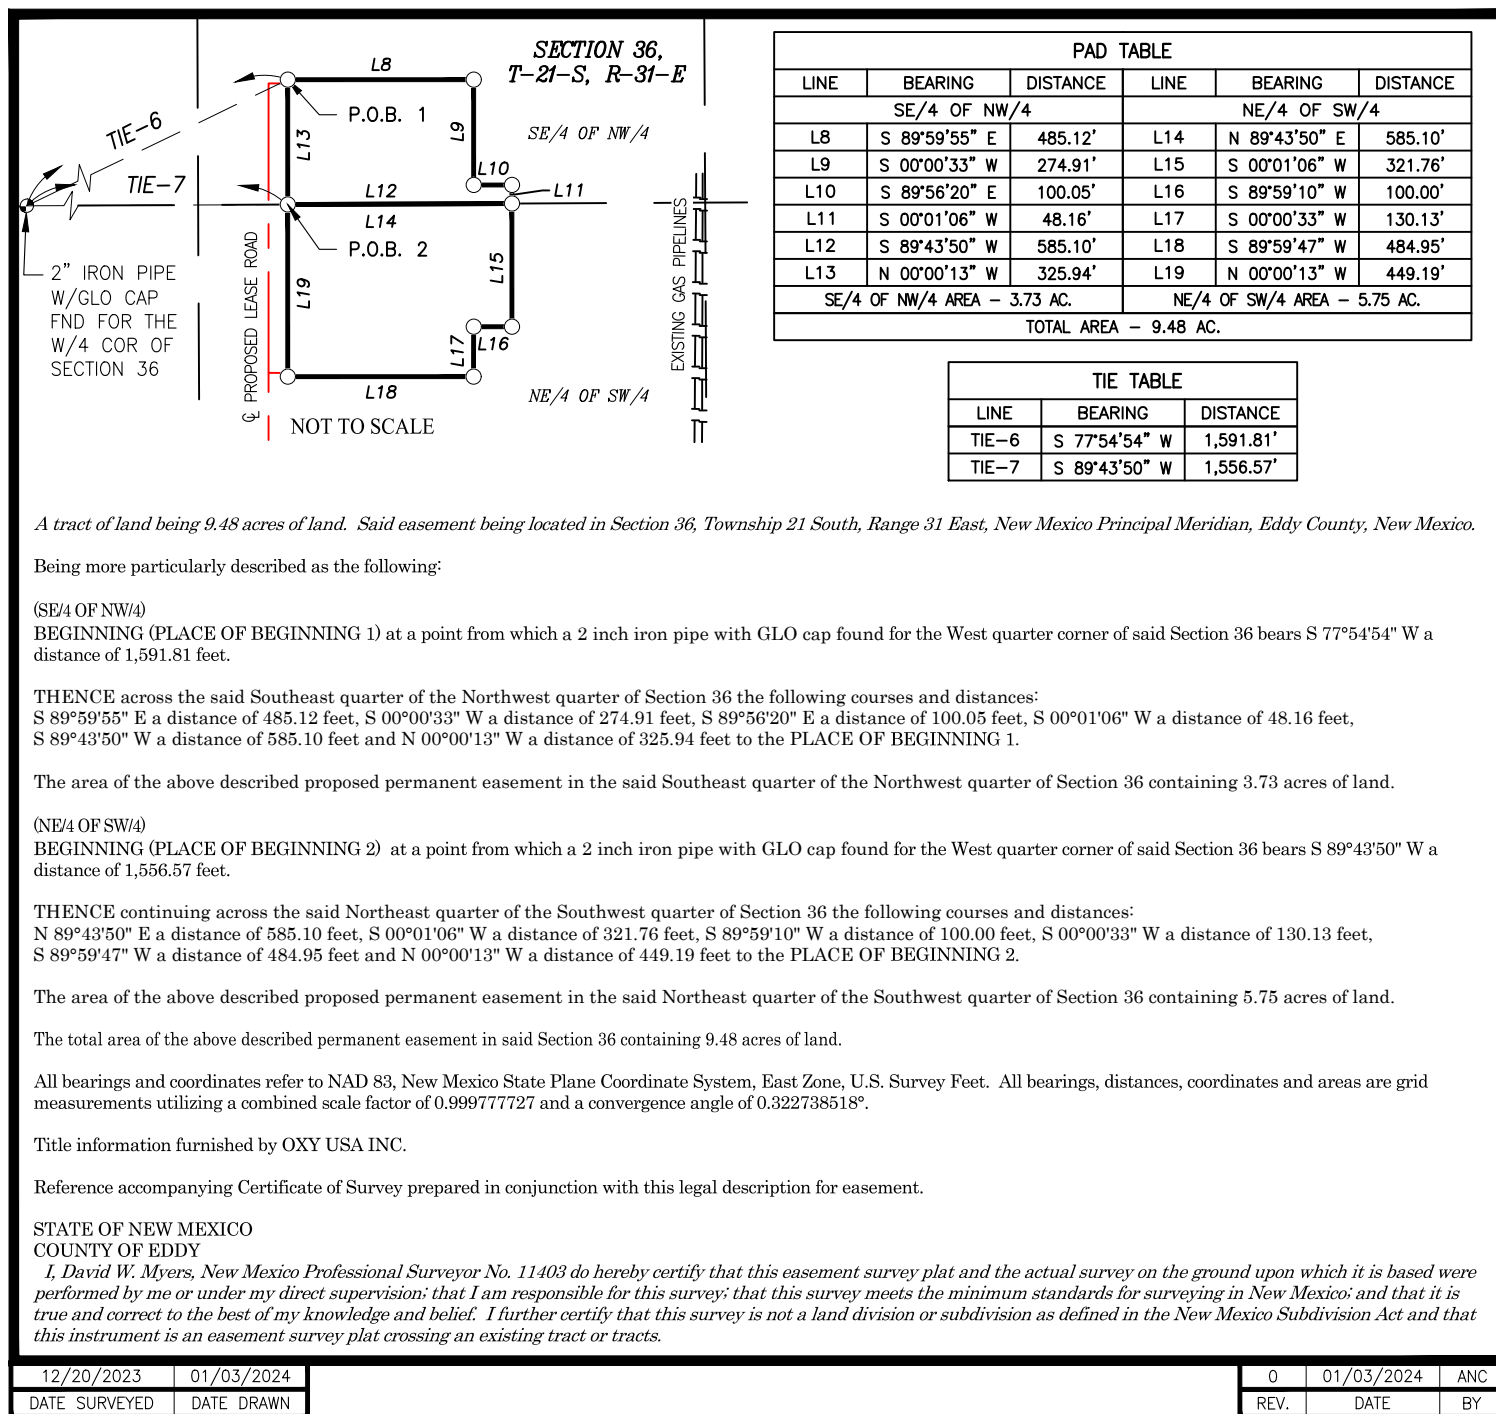 SECTION 36,
T-21-S, R-31-E
L8
P.O.B. 1
TIE-6
L13
L9
SE/4 OF NW/4
L10
TIE-7
L12
L11
L14
P.O.B. 2
2" IRON PIPE
W/GLO CAP
FND FOR THE
W/4 COR OF
SECTION 36
℄ PROPOSED LEASE ROAD
L19
L15
EXISTING GAS PIPELINES
L17
L16
L18
NE/4 OF SW/4
NOT TO SCALE
PAD TABLE
LINE BEARING DISTANCE LINE BEARING DISTANCE
SE/4 OF NW/4 NE/4 OF SW/4
L8 S 89°59'55" E 485.12' L14 N 89°43'50" E 585.10'
L9 S 00°00'33" W 274.91' L15 S 00°01'06" W 321.76'
L10 S 89°56'20" E 100.05' L16 S 89°59'10" W 100.00'
L11 S 00°01'06" W 48.16' L17 S 00°00'33" W 130.13'
L12 S 89°43'50" W 585.10' L18 S 89°59'47" W 484.95'
L13 N 00°00'13" W 325.94' L19 N 00°00'13" W 449.19'
SE/4 OF NW/4 AREA - 3.73 AC. NE/4 OF SW/4 AREA - 5.75 AC.
TOTAL AREA - 9.48 AC.
TIE TABLE
LINE BEARING DISTANCE
TIE-6 S 77°54'54" W 1,591.81'
TIE-7 S 89°43'50" W 1,556.57'
A tract of land being 9.48 acres of land. Said easement being located in Section 36, Township 21 South, Range 31 East, New Mexico Principal Meridian, Eddy County, New Mexico.
Being more particularly described as the following:
(SE/4 OF NW/4)
BEGINNING (PLACE OF BEGINNING 1) at a point from which a 2 inch iron pipe with GLO cap found for the West quarter corner of said Section 36 bears S 77°54'54" W a
distance of 1,591.81 feet.
THENCE across the said Southeast quarter of the Northwest quarter of Section 36 the following courses and distances:
S 89°59'55" E a distance of 485.12 feet, S 00°00'33" W a distance of 274.91 feet, S 89°56'20" E a distance of 100.05 feet, S 00°01'06" W a distance of 48.16 feet,
S 89°43'50" W a distance of 585.10 feet and N 00°00'13" W a distance of 325.94 feet to the PLACE OF BEGINNING 1.
The area of the above described proposed permanent easement in the said Southeast quarter of the Northwest quarter of Section 36 containing 3.73 acres of land.
(NE/4 OF SW/4)
BEGINNING (PLACE OF BEGINNING 2) at a point from which a 2 inch iron pipe with GLO cap found for the West quarter corner of said Section 36 bears S 89°43'50" W a
distance of 1,556.57 feet.
THENCE continuing across the said Northeast quarter of the Southwest quarter of Section 36 the following courses and distances:
N 89°43'50" E a distance of 585.10 feet, S 00°01'06" W a distance of 321.76 feet, S 89°59'10" W a distance of 100.00 feet, S 00°00'33" W a distance of 130.13 feet,
S 89°59'47" W a distance of 484.95 feet and N 00°00'13" W a distance of 449.19 feet to the PLACE OF BEGINNING 2.
The area of the above described proposed permanent easement in the said Northeast quarter of the Southwest quarter of Section 36 containing 5.75 acres of land.
The total area of the above described permanent easement in said Section 36 containing 9.48 acres of land.
All bearings and coordinates refer to NAD 83, New Mexico State Plane Coordinate System, East Zone, U.S. Survey Feet. All bearings, distances, coordinates and areas are grid
measurements utilizing a combined scale factor of 0.999777727 and a convergence angle of 0.322738518°.
Title information furnished by OXY USA INC.
Reference accompanying Certificate of Survey prepared in conjunction with this legal description for easement.
STATE OF NEW MEXICO
COUNTY OF EDDY
I, David W. Myers, New Mexico Professional Surveyor No. 11403 do hereby certify that this easement survey plat and the actual survey on the ground upon which it is based were
performed by me or under my direct supervision; that I am responsible for this survey; that this survey meets the minimum standards for surveying in New Mexico; and that it is
true and correct to the best of my knowledge and belief. I further certify that this survey is not a land division or subdivision as defined in the New Mexico Subdivision Act and that
this instrument is an easement survey plat crossing an existing tract or tracts.
12/20/2023 01/03/2024 0 01/03/2024 ANC
DATE SURVEYED DATE DRAWN REV. DATE BY